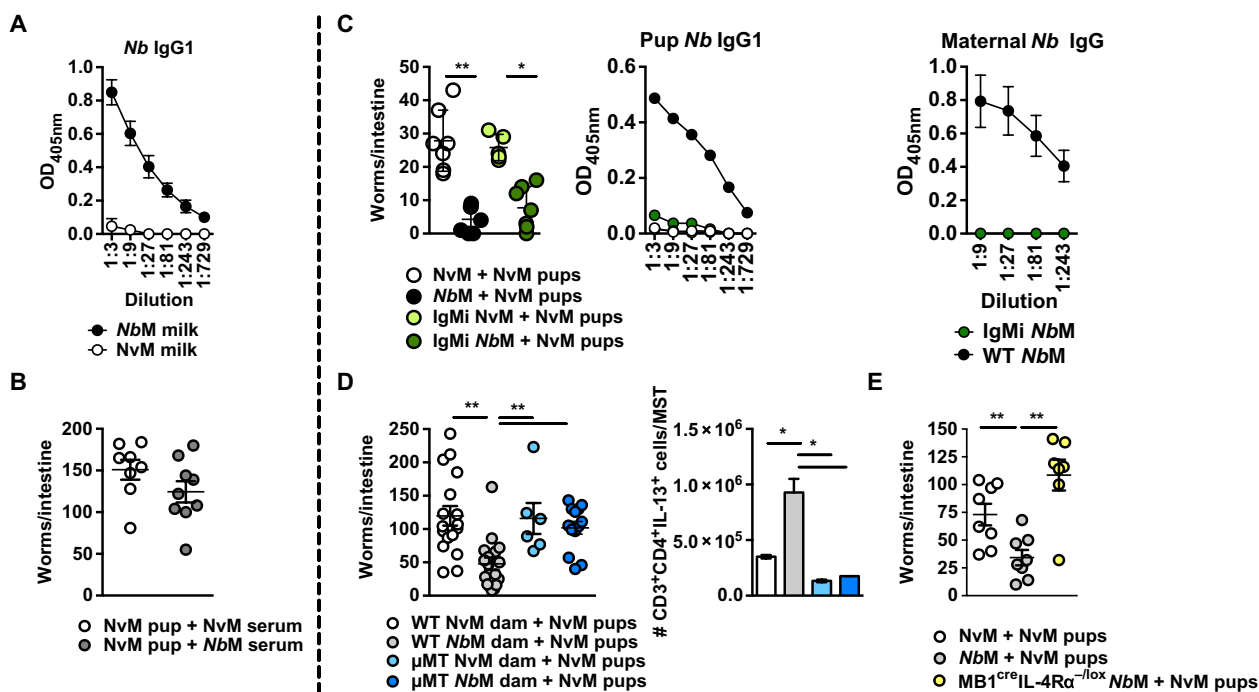 A
Nb IgG1
OD405nm
1.0
0.8
0.6
0.4
0.2
0.0
1:3
1:9
1:27
1:81
1:243
1:729
Dilution
NbM milk
NvM milk
B
Worms/intestine
200
150
100
50
0
NvM pup + NvM serum
NvM pup + NbM serum
C
Worms/intestine
50
40
30
20
10
0
**
*
NvM + NvM pups
NbM + NvM pups
IgMi NvM + NvM pups
IgMi NbM + NvM pups
Pup Nb IgG1
OD405nm
0.6
0.4
0.2
0.0
1:3
1:9
1:27
1:81
1:243
1:729
Maternal Nb IgG
OD405nm
1.0
0.8
0.6
0.4
0.2
0.0
1:9
1:27
1:81
1:243
Dilution
IgMi NbM
WT NbM
D
Worms/intestine
250
200
150
100
50
0
**
**
WT NvM dam + NvM pups
WT NbM dam + NvM pups
µMT NvM dam + NvM pups
µMT NbM dam + NvM pups
# CD3+CD4+IL-13+ cells/MST
1.5 × 10⁶
1.0 × 10⁶
5.0 × 10⁵
0.0
*
*
E
Worms/intestine
150
125
100
75
50
25
0
**
**
NvM + NvM pups
NbM + NvM pups
MB1creIL-4Rα−/lox NbM + NvM pups